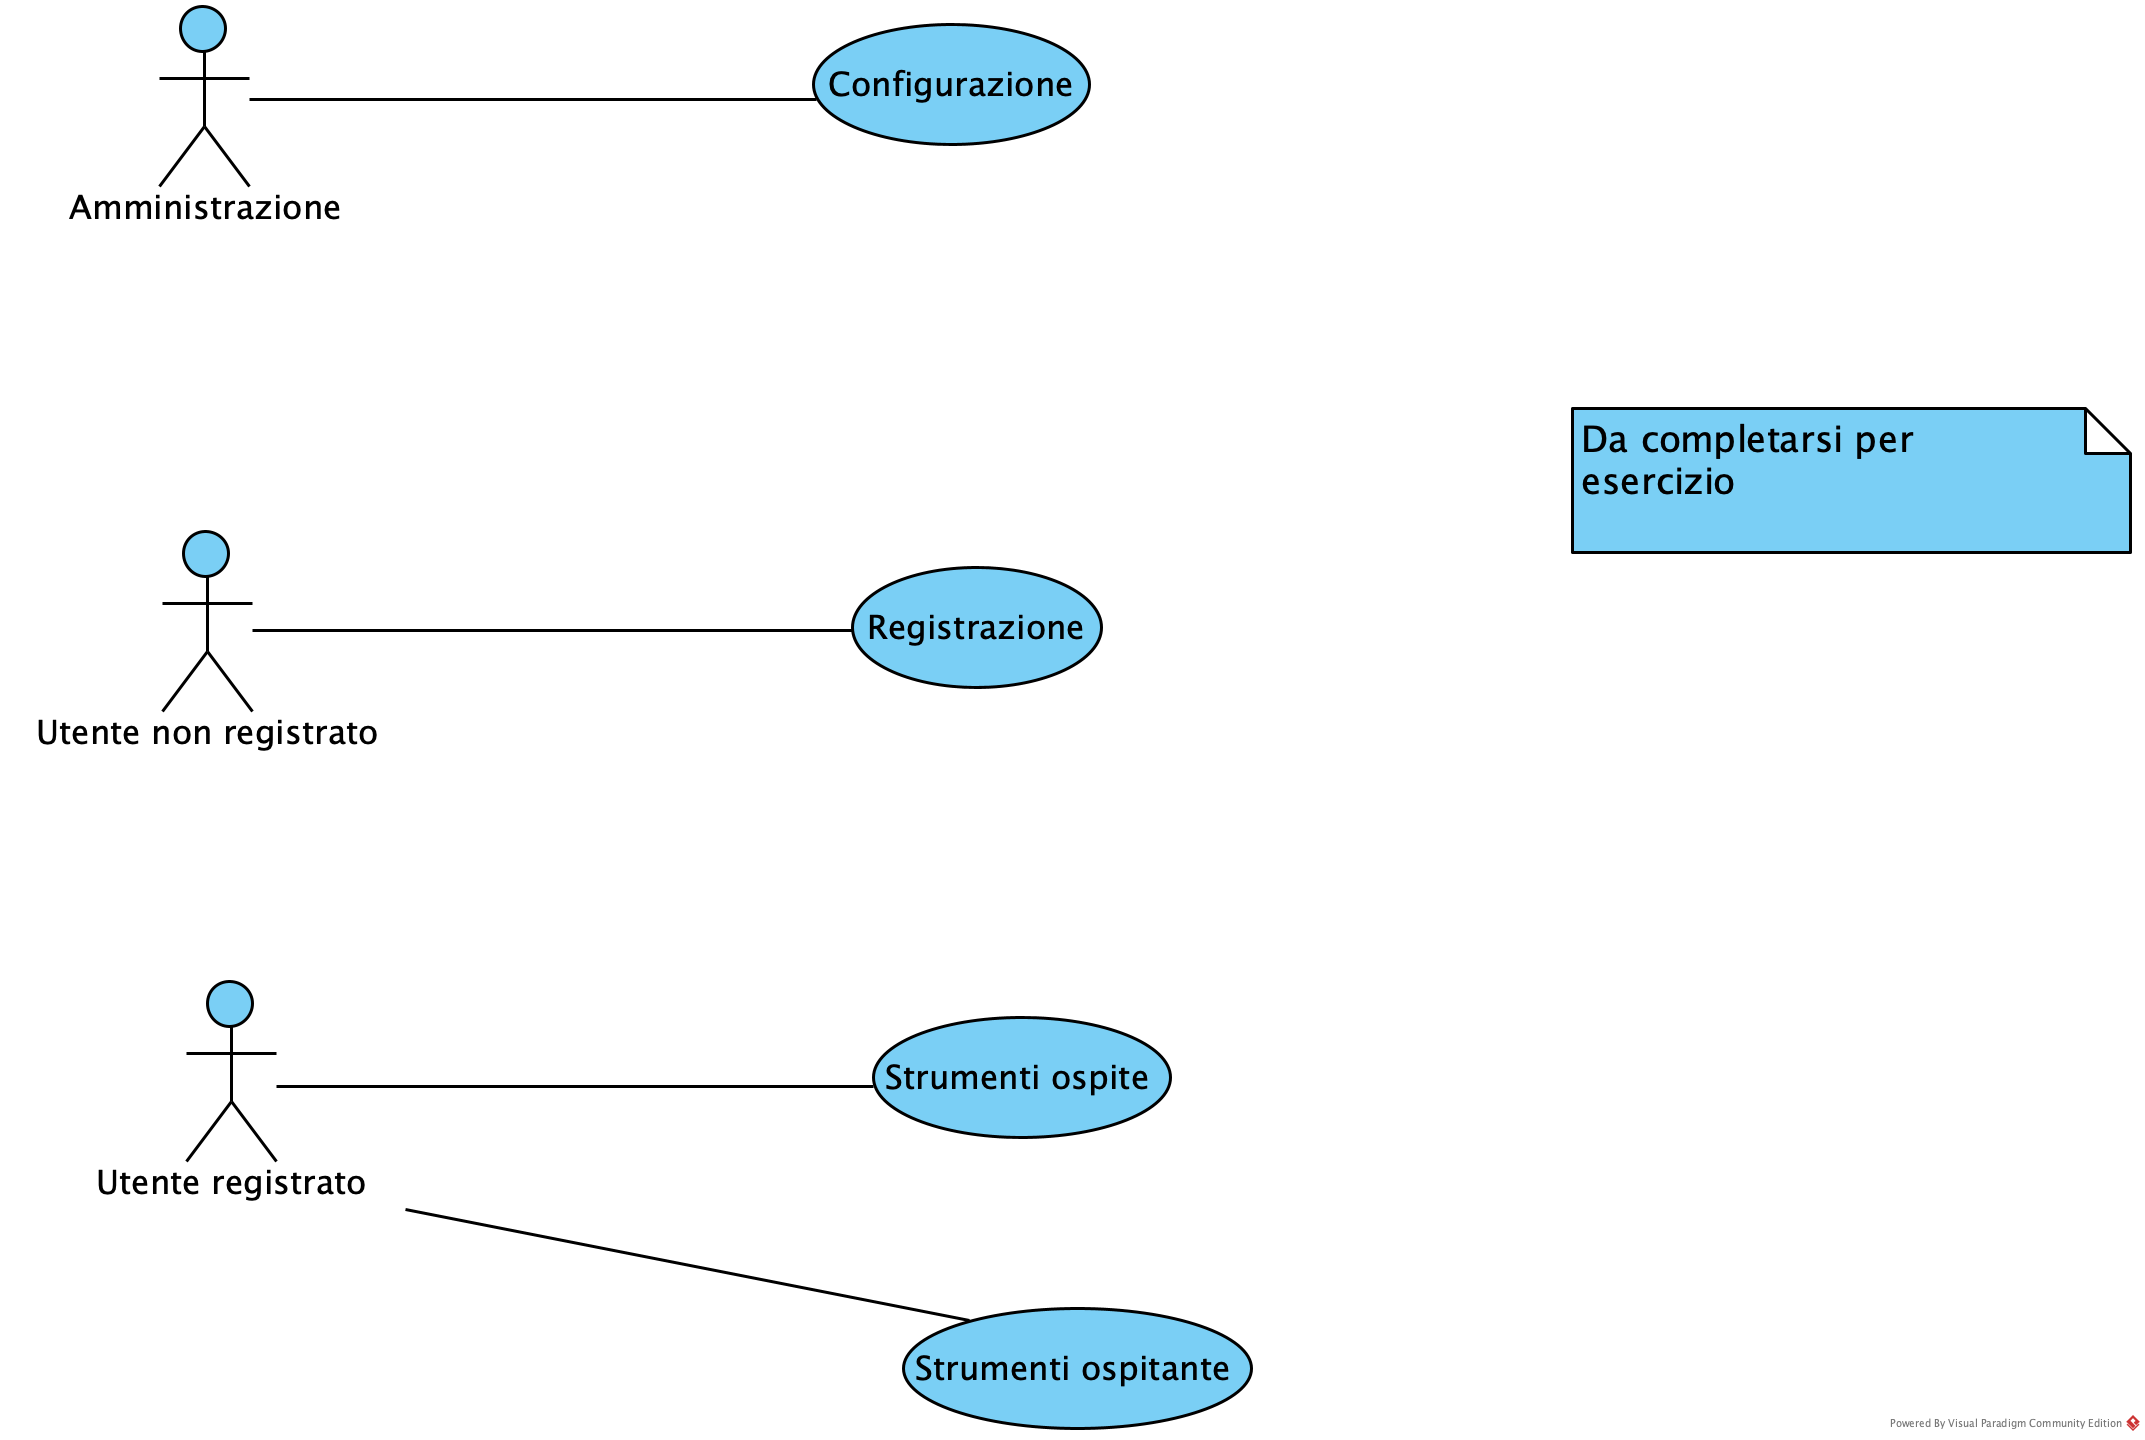 Configurazione
Amministrazione
Da completarsi per
esercizio
Registrazione
Utente non registrato
Strumenti ospite
Utente registrato
Strumenti ospitante
Powered By Visual Paradigm Community Edition